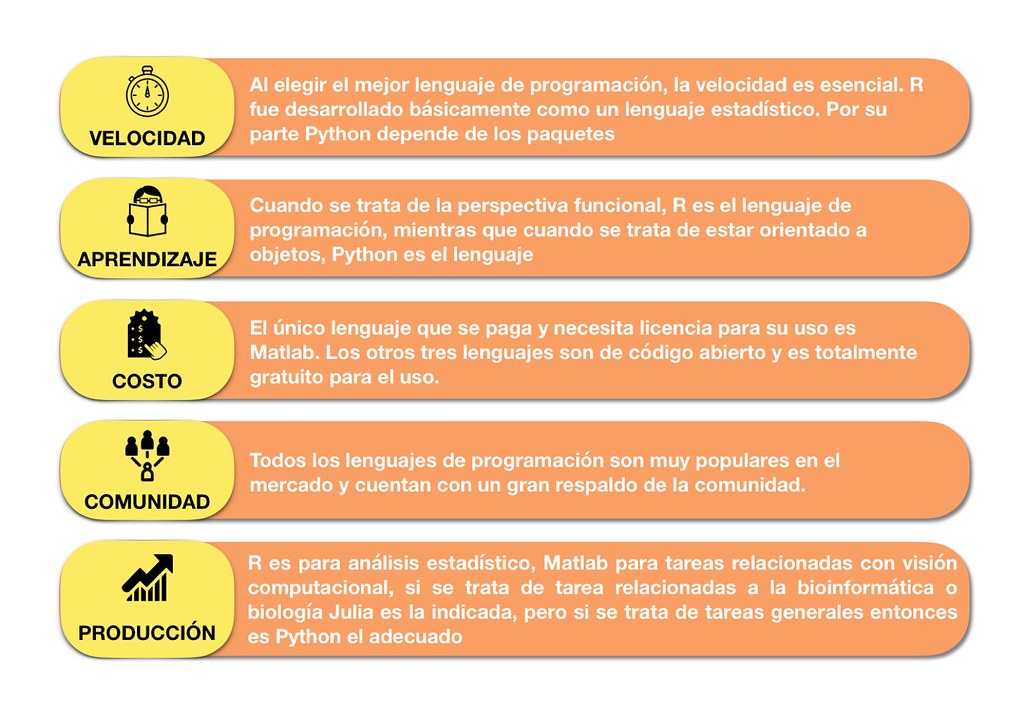 VELOCIDAD
Al elegir el mejor lenguaje de programación, la velocidad es esencial. R
fue desarrollado básicamente como un lenguaje estadístico. Por su
parte Python depende de los paquetes
APRENDIZAJE
Cuando se trata de la perspectiva funcional, R es el lenguaje de
programación, mientras que cuando se trata de estar orientado a
objetos, Python es el lenguaje
$
$
$
COSTO
El único lenguaje que se paga y necesita licencia para su uso es
Matlab. Los otros tres lenguajes son de código abierto y es totalmente
gratuito para el uso.
COMUNIDAD
Todos los lenguajes de programación son muy populares en el
mercado y cuentan con un gran respaldo de la comunidad.
PRODUCCIÓN
R es para análisis estadístico, Matlab para tareas relacionadas con visión
computacional, si se trata de tarea relacionadas a la bioinformática o
biología Julia es la indicada, pero si se trata de tareas generales entonces
es Python el adecuado